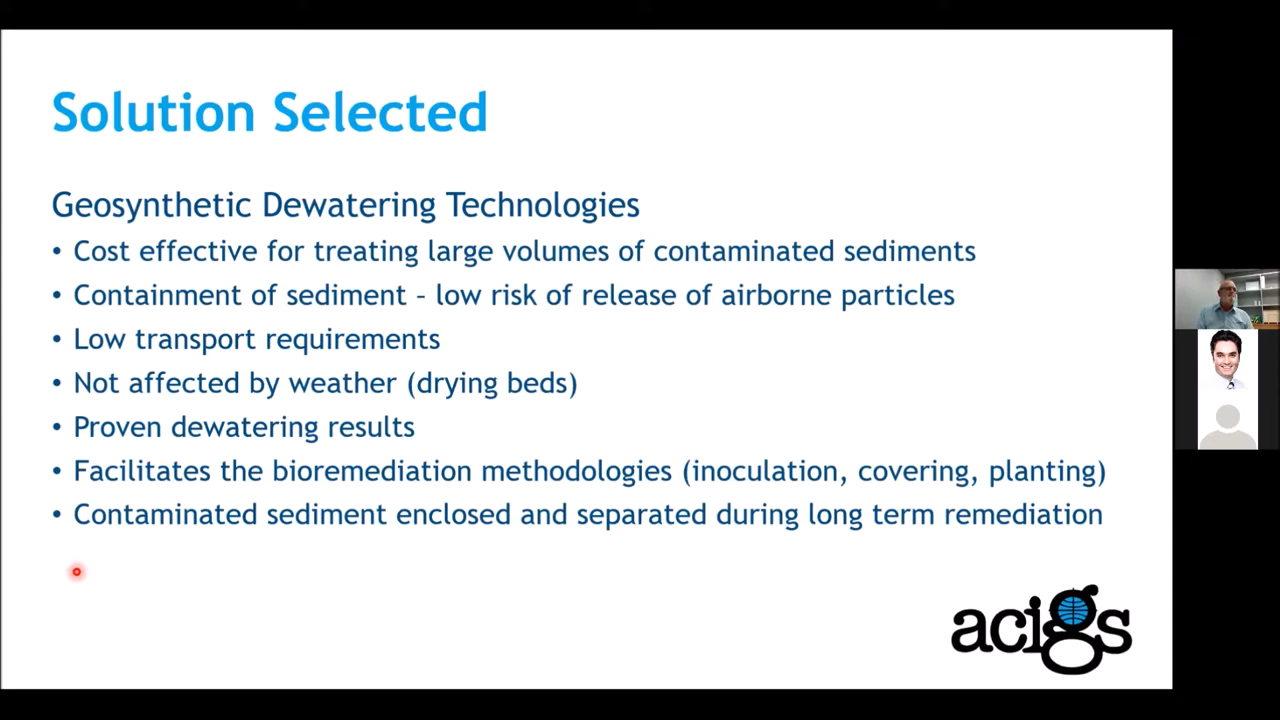 Solution Selected
Geosynthetic Dewatering Technologies
• Cost effective for treating large volumes of contaminated sediments
• Containment of sediment – low risk of release of airborne particles
• Low transport requirements
• Not affected by weather (drying beds)
• Proven dewatering results
• Facilitates the bioremediation methodologies (inoculation, covering, planting)
• Contaminated sediment enclosed and separated during long term remediation
acigs